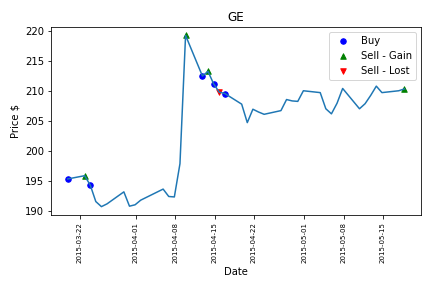 GE
Buy
Sell - Gain
Sell - Lost
Price $
220
215
210
205
200
195
190
2015-03-22
2015-04-01
2015-04-08
2015-04-15
2015-04-22
2015-05-01
2015-05-08
2015-05-15
Date